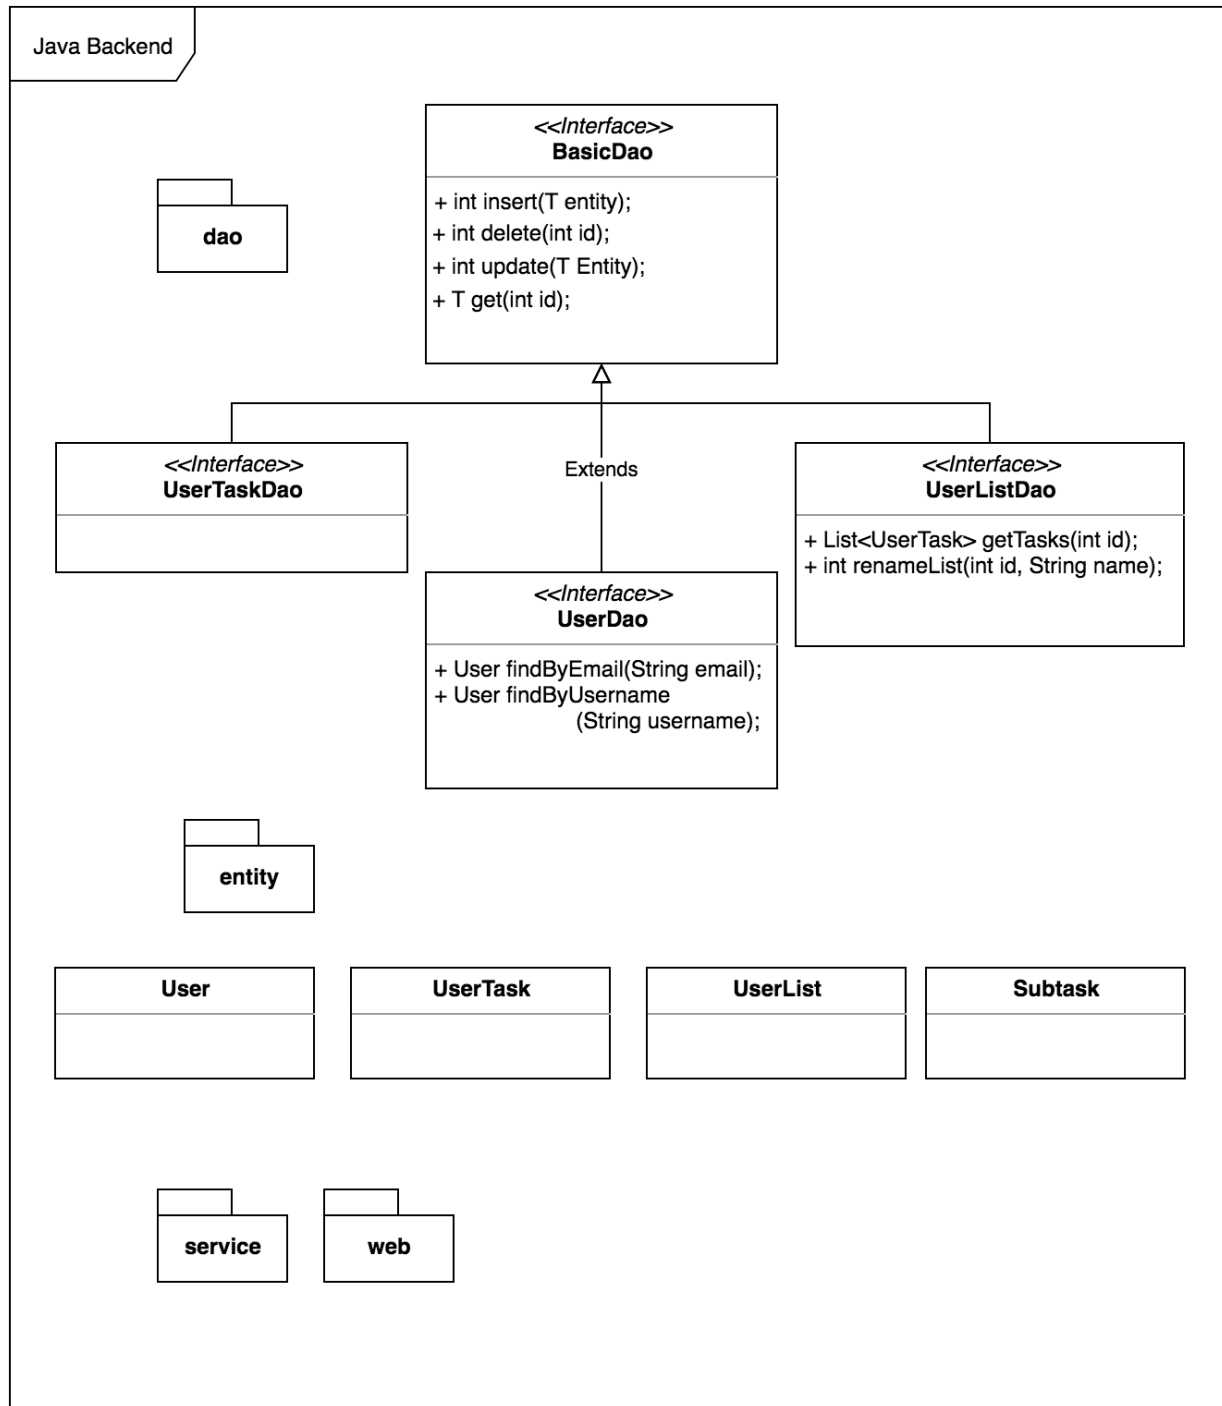 Java Backend
<<Interface>>
BasicDao
+ int insert(T entity);
+ int delete(int id);
+ int update(T Entity);
+ T get(int id);
dao
<<Interface>>
UserTaskDao
Extends
<<Interface>>
UserListDao
+ List<UserTask> getTasks(int id);
+ int renameList(int id, String name);
<<Interface>>
UserDao
+ User findByEmail(String email);
+ User findByUsername
(String username);
entity
User
UserTask
UserList
Subtask
service
web